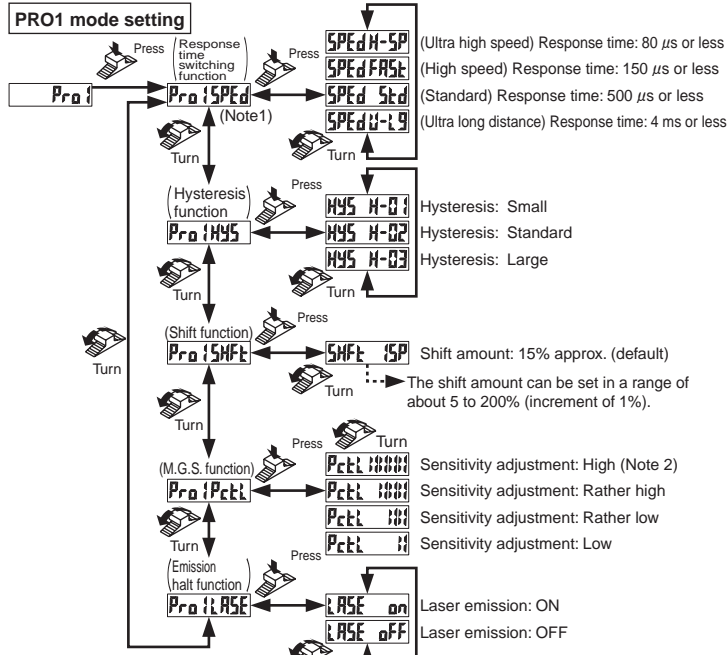 PRO1 mode setting
Press
(Response time switching function)
Press
Pro1
Pro1SPEd
(Note1)
SPEdH-SP (Ultra high speed) Response time: 80 μs or less
SPEdFASt (High speed) Response time: 150 μs or less
SPEd Std (Standard) Response time: 500 μs or less
SPEdU-LG (Ultra long distance) Response time: 4 ms or less
Turn
Turn
(Hysteresis function)
Press
Pro1HYS
HYS H-01 Hysteresis: Small
HYS H-02 Hysteresis: Standard
HYS H-03 Hysteresis: Large
Turn
Turn
Turn
(Shift function)
Press
Pro1SHFt
SHFt 15P Shift amount: 15% approx. (default)
Turn
The shift amount can be set in a range of
about 5 to 200% (increment of 1%).
Turn
(M.G.S. function)
Press
Turn
Pro1PctL
PctL Sensitivity adjustment: High (Note 2)
PctL Sensitivity adjustment: Rather high
PctL Sensitivity adjustment: Rather low
PctL Sensitivity adjustment: Low
Turn
(Emission halt function)
Press
Pro1LASE
LASE on Laser emission: ON
LASE oFF Laser emission: OFF